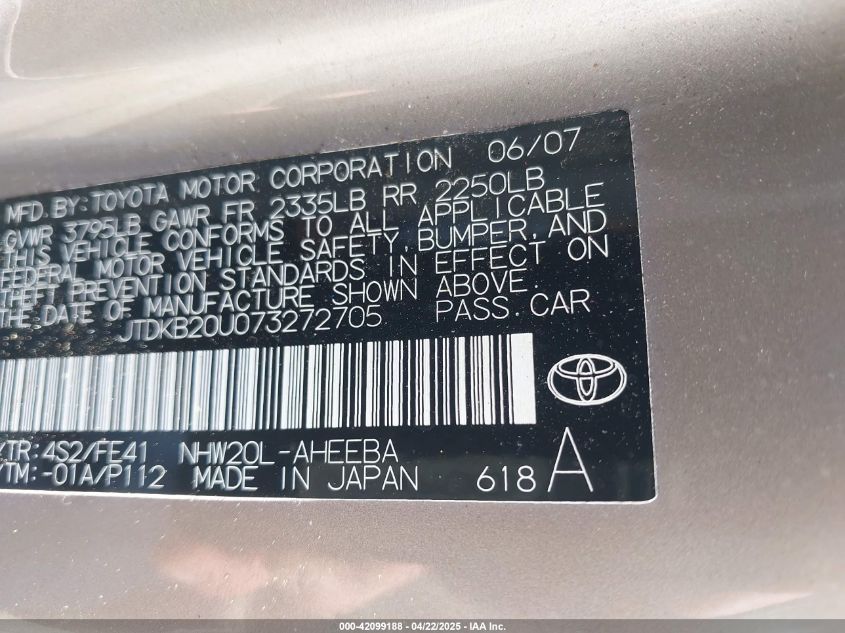 MFD.BY:TOYOTA MOTOR CORPORATION 06/07
GVWR 3795LB GAWR FR 2335LB RR 2250LB
THIS VEHICLE CONFORMS TO ALL APPLICABLE
FEDERAL MOTOR VEHICLE SAFETY,BUMPER,AND
THEFT PREVENTION STANDARDS IN EFFECT ON
THE DATE OF MANUFACTURE SHOWN ABOVE.
JTDKB20U073272705 PASS.CAR
/TR:4S2/FE41 NHW20L-AHEEBA
/TM:-01A/P112 MADE IN JAPAN 618 A
000-42099188 - 04/22/2025 - IAA Inc.